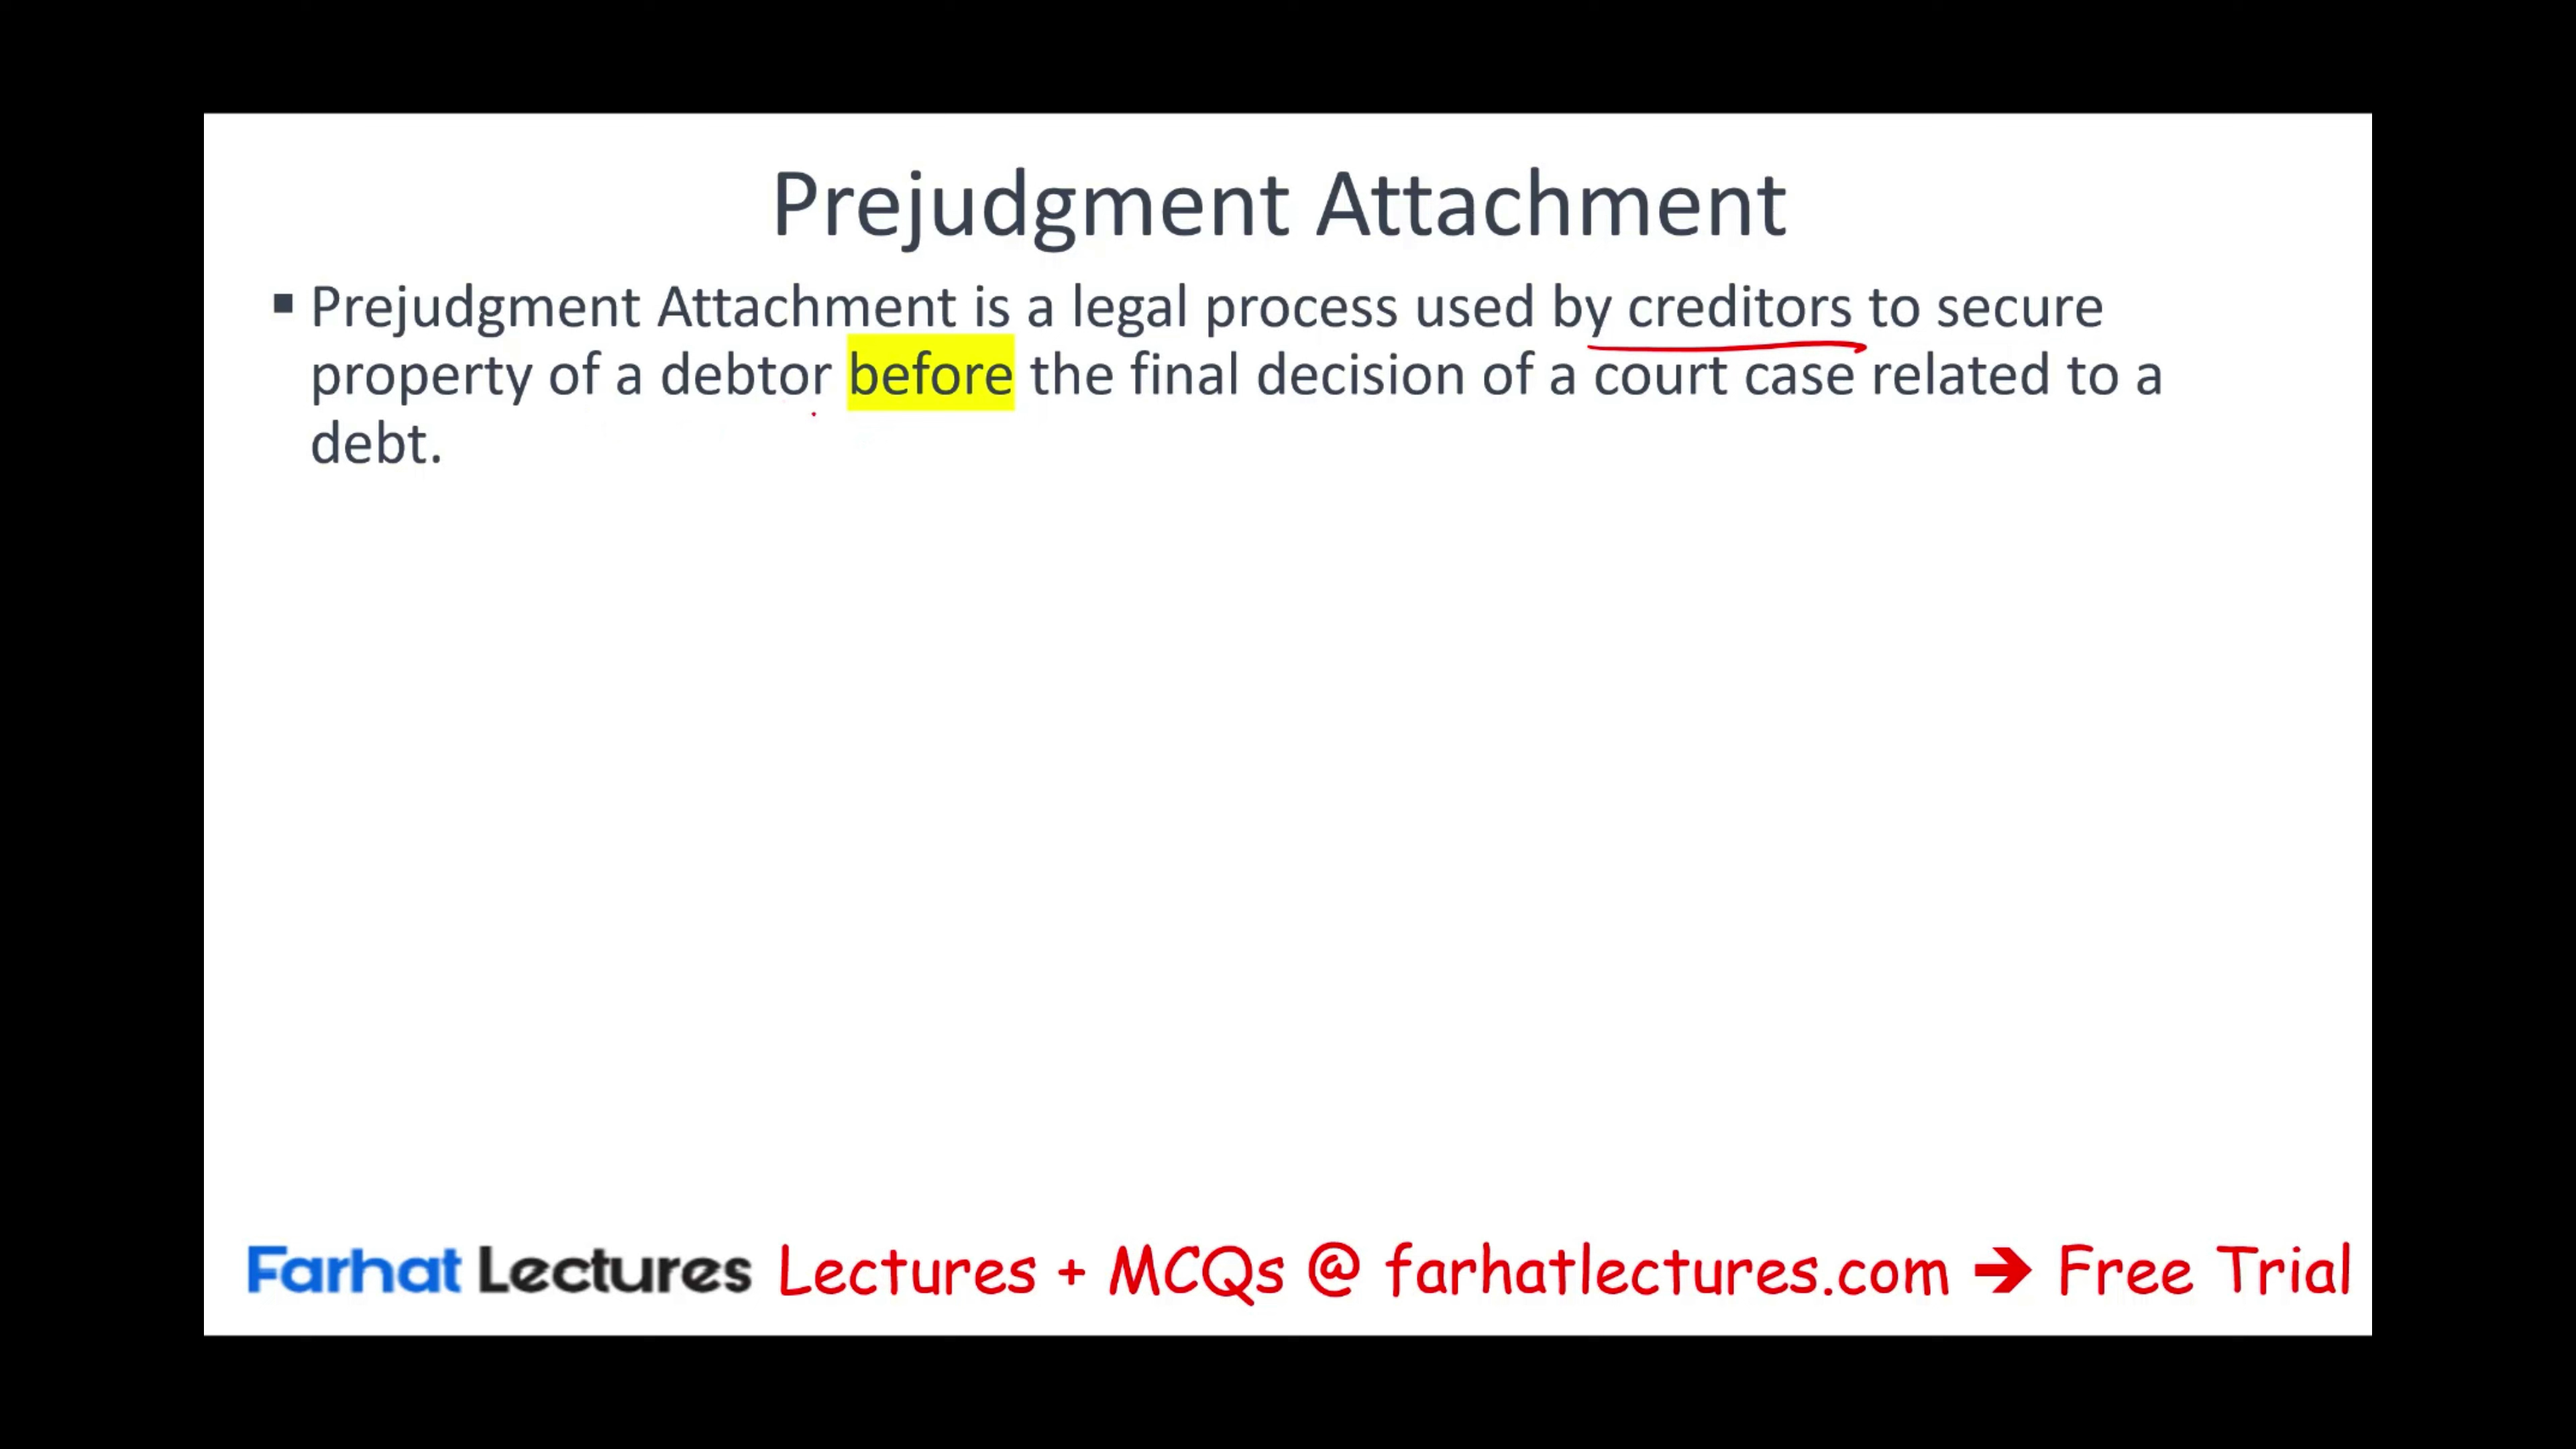 Prejudgment Attachment
▪ Prejudgment Attachment is a legal process used by creditors to secure
property of a debtor before the final decision of a court case related to a
debt.
Farhat Lectures Lectures + MCQs @ farhatlectures.com ➔ Free Trial